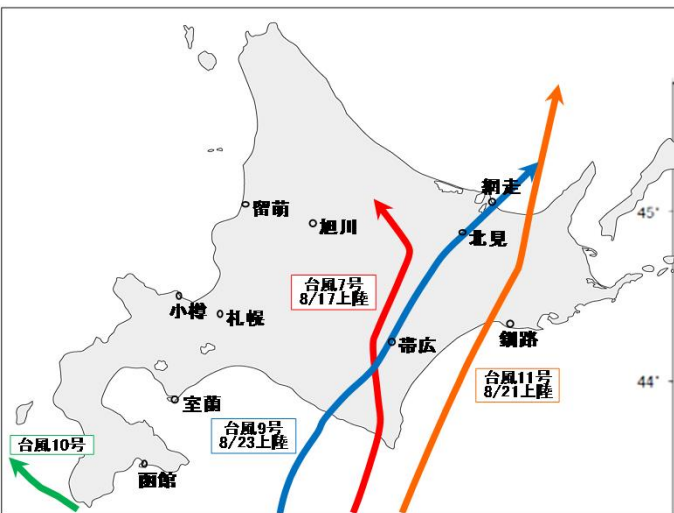 網走
45°
留萌
旭川
北見
台風7号
8/17上陸
小樽
札幌
釧路
帯広
台風11号
8/21上陸
44°
室蘭
台風9号
8/23上陸
台風10号
函館